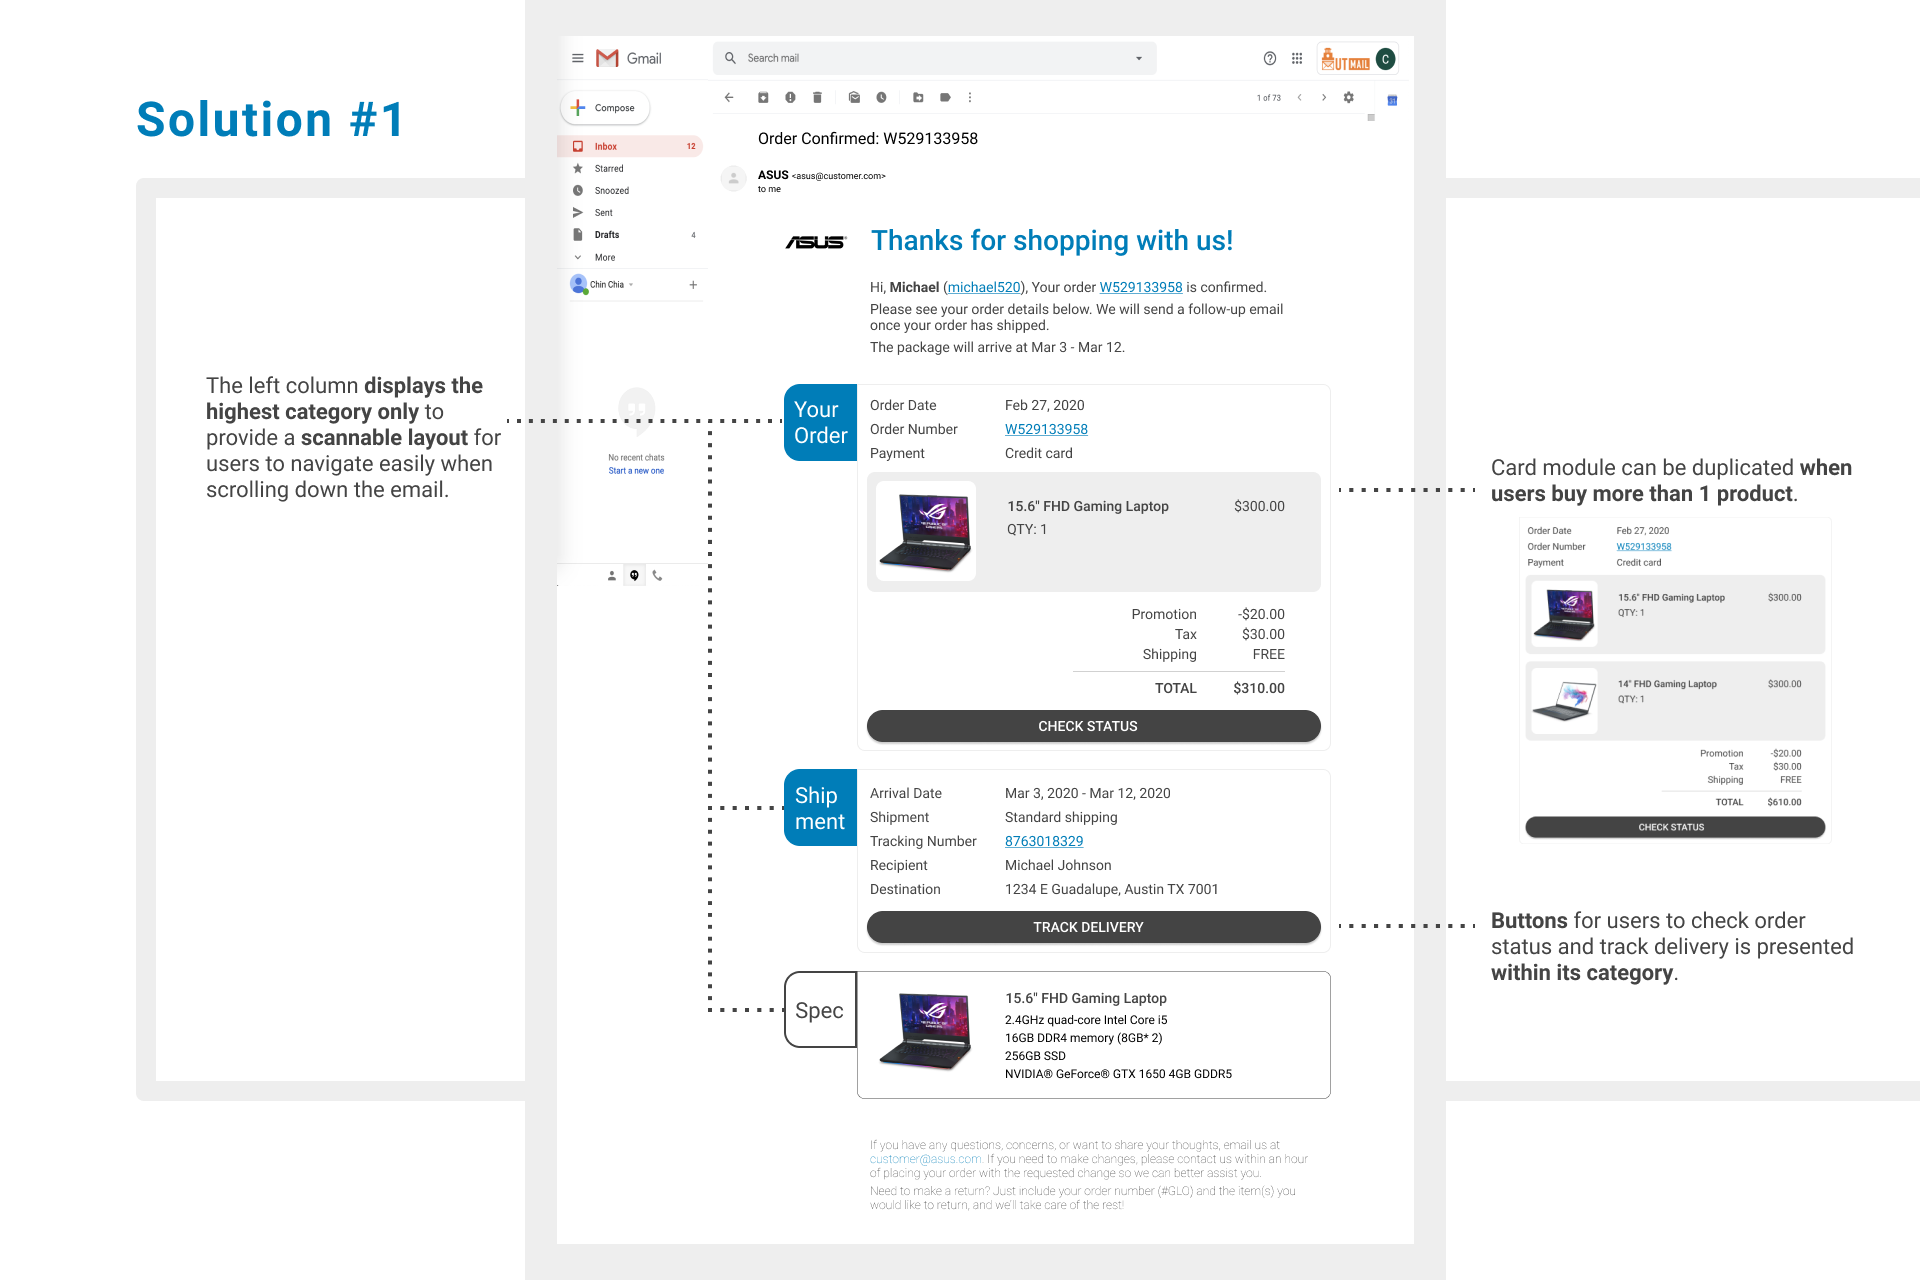 Solution #1
The left column displays the
highest category only to
provide a scannable layout for
users to navigate easily when
scrolling down the email.
Gmail
Search mail
OUTMAIL
C
Compose
1 of 73
31
Inbox 12
Starred
Snoozed
Sent
Drafts 4
More
Chin Chia
No recent chats
Start a new one
Order Confirmed: W529133958
ASUS <asus@customer.com>
to me
ASUS
Thanks for shopping with us!
Hi, Michael (michael520), Your order W529133958 is confirmed.
Please see your order details below. We will send a follow-up email
once your order has shipped.
The package will arrive at Mar 3 - Mar 12.
Your
Order
Order Date Feb 27, 2020
Order Number W529133958
Payment Credit card
15.6" FHD Gaming Laptop $300.00
QTY: 1
Promotion -$20.00
Tax $30.00
Shipping FREE
TOTAL $310.00
CHECK STATUS
Ship
ment
Arrival Date Mar 3, 2020 - Mar 12, 2020
Shipment Standard shipping
Tracking Number 8763018329
Recipient Michael Johnson
Destination 1234 E Guadalupe, Austin TX 7001
TRACK DELIVERY
Spec
15.6" FHD Gaming Laptop
2.4GHz quad-core Intel Core i5
16GB DDR4 memory (8GB* 2)
256GB SSD
NVIDIA® GeForce® GTX 1650 4GB GDDR5
If you have any questions, concerns, or want to share your thoughts, email us at
customer@asus.com. If you need to make changes, please contact us within an hour
of placing your order with the requested change so we can better assist you.
Need to make a return? Just include your order number (#GLO) and the item(s) you
would like to return, and we'll take care of the rest!
Card module can be duplicated when
users buy more than 1 product.
Order Date Feb 27, 2020
Order Number W529133958
Payment Credit card
15.6" FHD Gaming Laptop $300.00
QTY: 1
14" FHD Gaming Laptop $300.00
QTY: 1
Promotion -$20.00
Tax $30.00
Shipping FREE
TOTAL $610.00
CHECK STATUS
Buttons for users to check order
status and track delivery is presented
within its category.